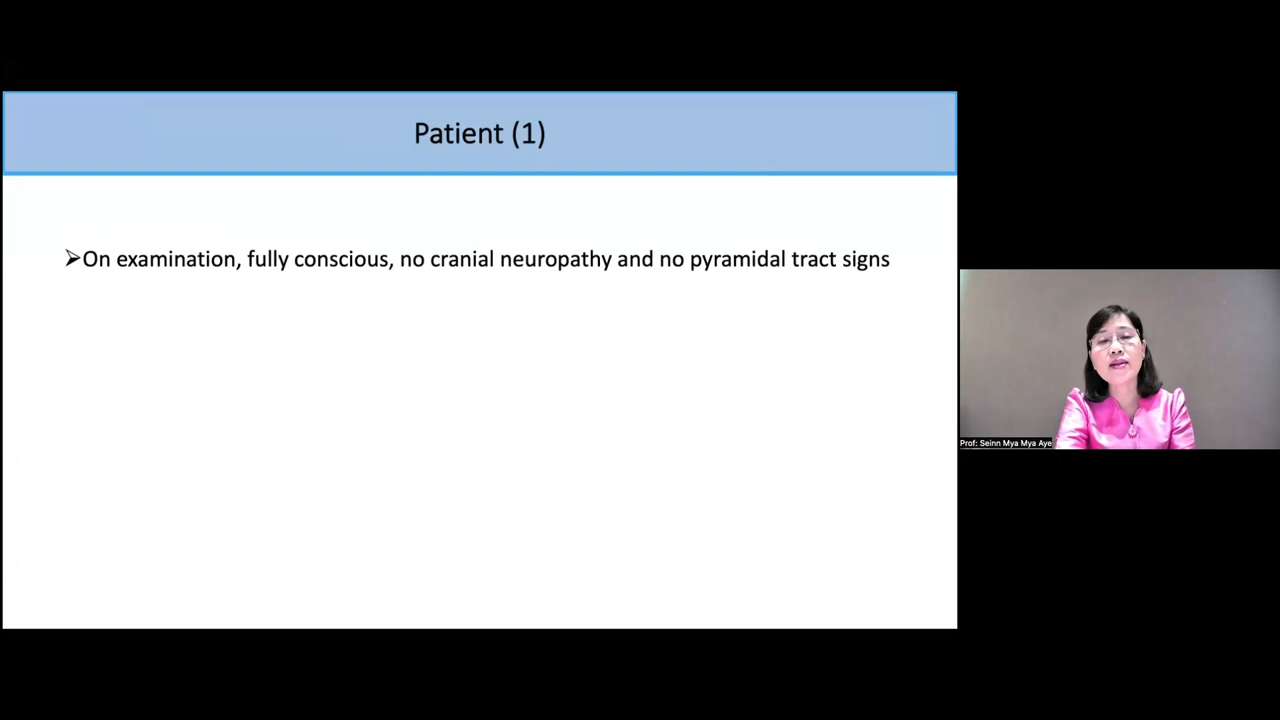 Patient (1)
➢On examination, fully conscious, no cranial neuropathy and no pyramidal tract signs
Prof: Seinn Mya Mya Aye